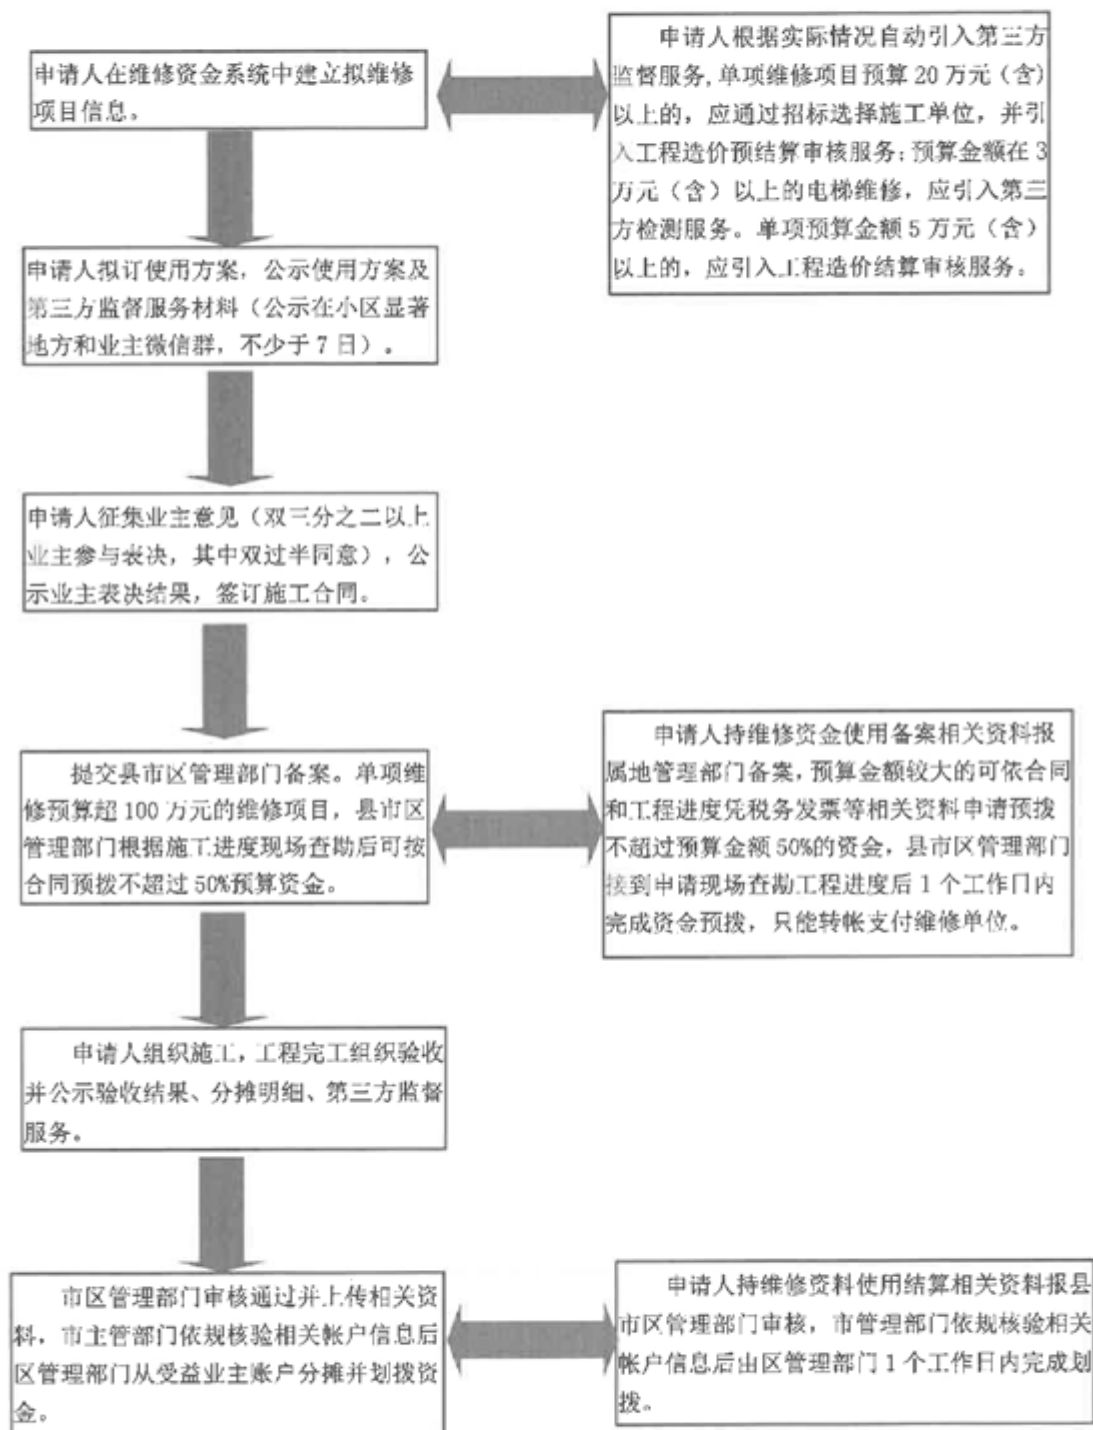 申请人在维修资金系统中建立拟维修
项目信息。
申请人根据实际情况自动引入第三方
监督服务,单项维修项目预算20万元（含）
以上的，应通过招标选择施工单位，并引
入工程造价预结算审核服务；预算金额在3
万元（含）以上的电梯维修，应引入第三
方检测服务。单项预算金额5万元（含）
以上的，应引入工程造价结算审核服务。
申请人拟订使用方案，公示使用方案及
第三方监督服务材料（公示在小区显著
地方和业主微信群，不少于7日）。
申请人征集业主意见（双三分之二以上
业主参与表决，其中双过半同意），公
示业主表决结果，签订施工合同。
提交县市区管理部门备案。单项维
修预算超100万元的维修项目，县市区
管理部门根据施工进度现场查勘后可按
合同预拨不超过50%预算资金。
申请人持维修资金使用备案相关资料报
属地管理部门备案，预算金额较大的可依合同
和工程进度凭税务发票等相关资料申请预拨
不超过预算金额50%的资金，县市区管理部门
接到申请现场查勘工程进度后1个工作日内
完成资金预拨，只能转帐支付维修单位。
申请人组织施工，工程完工组织验收
并公示验收结果、分摊明细、第三方监督
服务。
市区管理部门审核通过并上传相关资
料，市主管部门依规核验相关帐户信息后
区管理部门从受益业主账户分摊并划拨资
金。
申请人持维修资料使用结算相关资料报县
市区管理部门审核，市管理部门依规核验相关
帐户信息后由区管理部门1个工作日内完成划
拨。